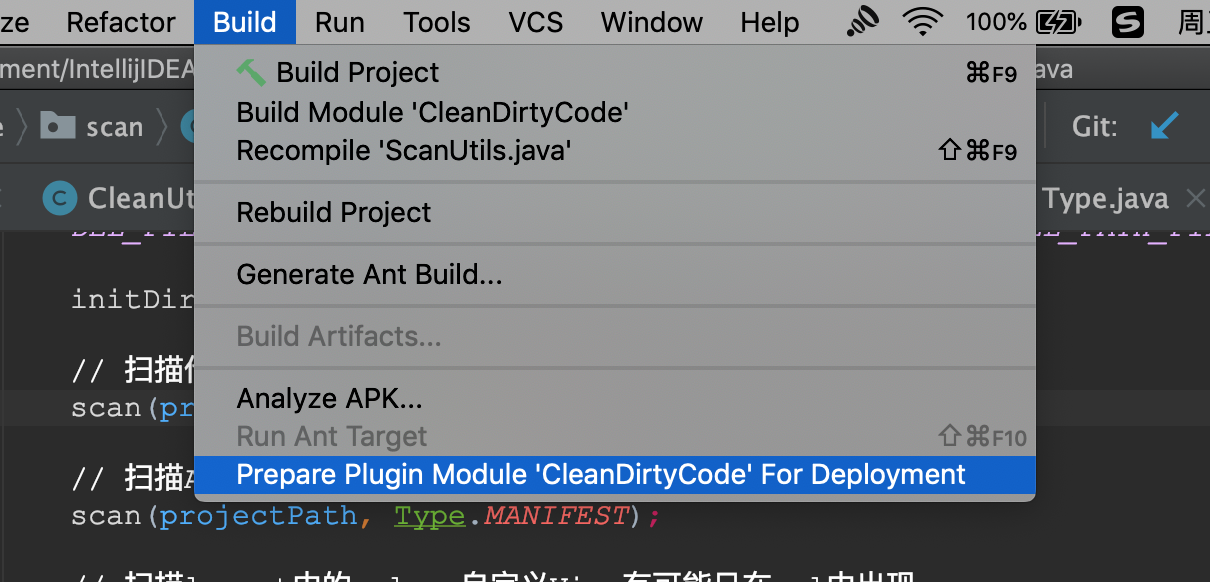 ze Refactor Build Run Tools VCS Window Help 100% 周
ment/IntellijIDEA ava
Build Project ⌘F9
Build Module 'CleanDirtyCode'
scan Git:
Recompile 'ScanUtils.java' ⇧⌘F9
C CleanUt Type.java
Rebuild Project
Generate Ant Build...
initDir
Build Artifacts...
// 扫描
scan(pr
Analyze APK...
Run Ant Target ⇧⌘F10
Prepare Plugin Module 'CleanDirtyCode' For Deployment
// 扫描A
scan(projectPath, Type.MANIFEST);